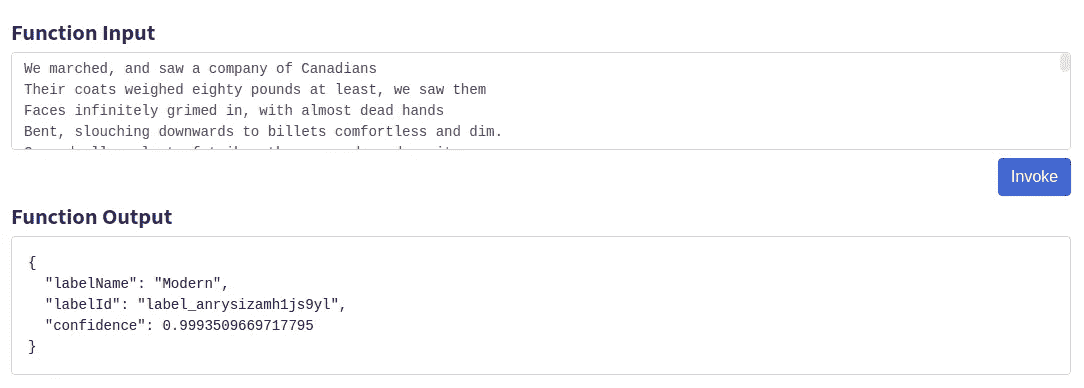 Function Input
We marched, and saw a company of Canadians
Their coats weighed eighty pounds at least, we saw them
Faces infinitely grimed in, with almost dead hands
Bent, slouching downwards to billets comfortless and dim.
Invoke
Function Output
{
"labelName": "Modern",
"labelId": "label_anrysizamh1js9yl",
"confidence": 0.9993509669717795
}